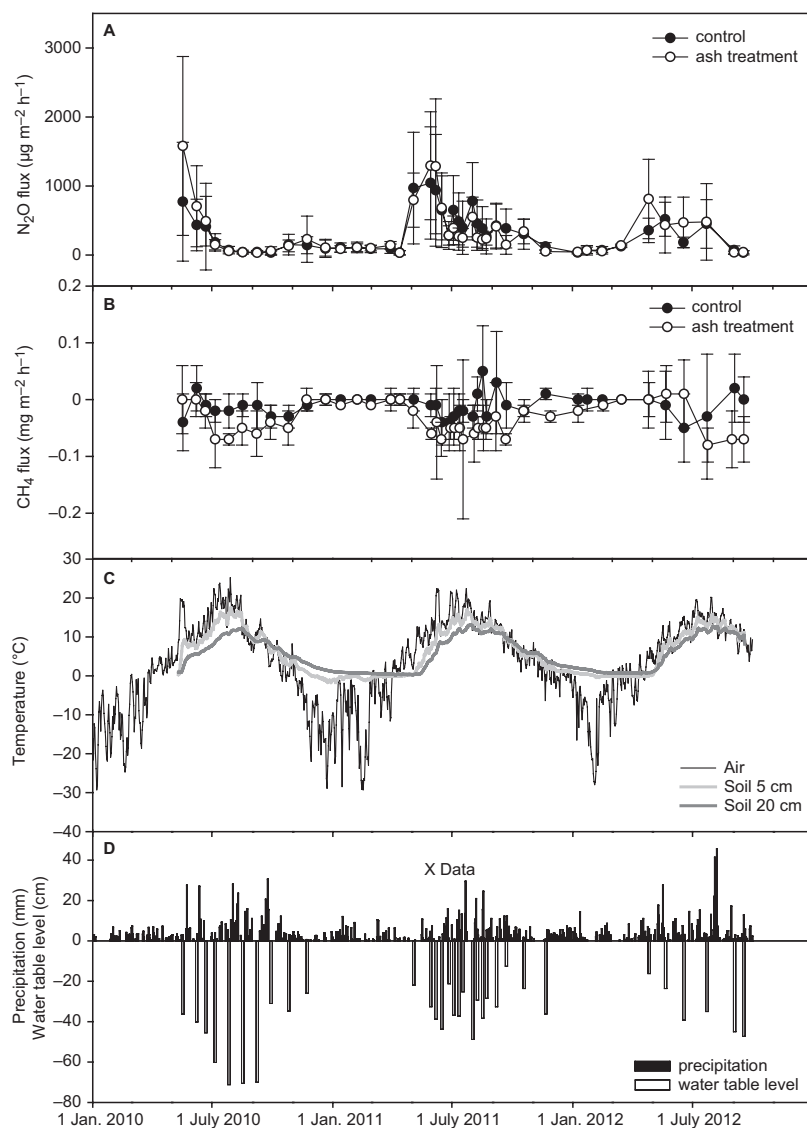 A
control
ash treatment
N2O flux (µg m–2 h–1)
3000
2000
1000
0
B
control
ash treatment
CH4 flux (mg m–2 h–1)
0.2
0.1
0
–0.1
–0.2
C
Temperature (°C)
30
20
10
0
–10
–20
–30
–40
Air
Soil 5 cm
Soil 20 cm
D
X Data
Precipitation (mm)
Water table level (cm)
40
20
0
–20
–40
–60
–80
precipitation
water table level
1 Jan. 2010 1 July 2010 1 Jan. 2011 1 July 2011 1 Jan. 2012 1 July 2012